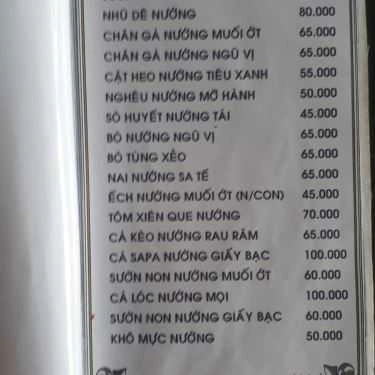 NHŨ DÊ NƯỚNG 80.000
CHÂN GÀ NƯỚNG MUỐI ỚT 65.000
CHÂN GÀ NƯỚNG NGŨ VỊ 65.000
CẬT HEO NƯỚNG TIÊU XANH 55.000
NGHÊU NƯỚNG MỠ HÀNH 50.000
SÒ HUYẾT NƯỚNG TÁI 45.000
BÒ NƯỚNG NGŨ VỊ 65.000
BÒ TÙNG XẺO 65.000
NAI NƯỚNG SA TẾ 65.000
ẾCH NƯỚNG MUỐI ỚT (N/CON) 45.000
TÔM XIÊN QUE NƯỚNG 70.000
CÁ KÈO NƯỚNG RAU RĂM 65.000
CÁ SAPA NƯỚNG GIẤY BẠC 100.000
SƯỜN NON NƯỚNG MUỐI ỚT 60.000
CÁ LÓC NƯỚNG MỌI 100.000
SƯỜN NON NƯỚNG GIẤY BẠC 60.000
KHÔ MỰC NƯỚNG 50.000